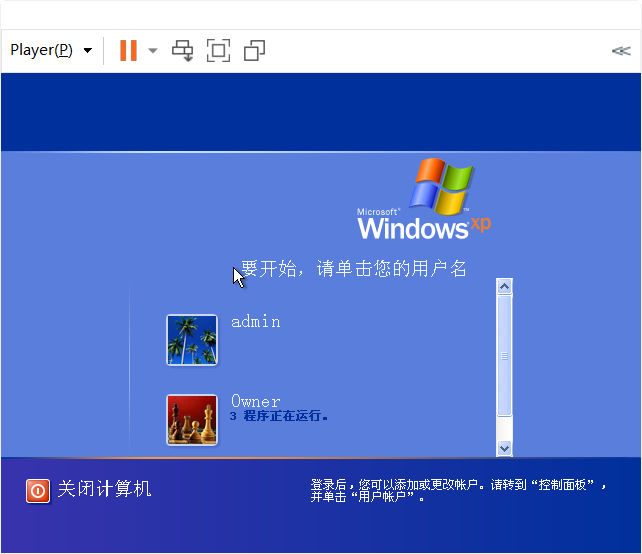 Player(P)
Microsoft®
Windows xp™
要开始，请单击您的用户名
admin
Owner
3 程序正在运行。
关闭计算机
登录后，您可以添加或更改帐户。请转到“控制面板”，
并单击“用户帐户”。